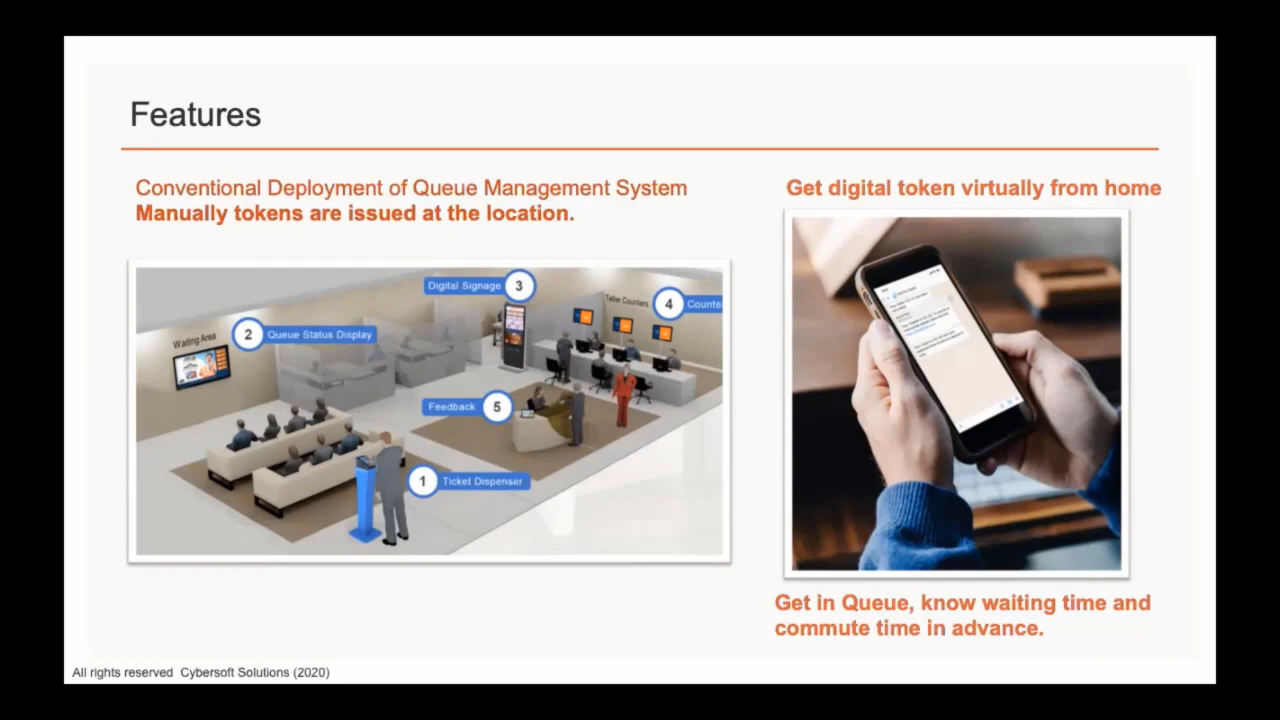 Features
Conventional Deployment of Queue Management System
Manually tokens are issued at the location.
Get digital token virtually from home
Digital Signage 3
Teller Counters
4 Counte
Waiting Area
2 Queue Status Display
Feedback 5
1 Ticket Dispenser
Get in Queue, know waiting time and
commute time in advance.
All rights reserved Cybersoft Solutions (2020)